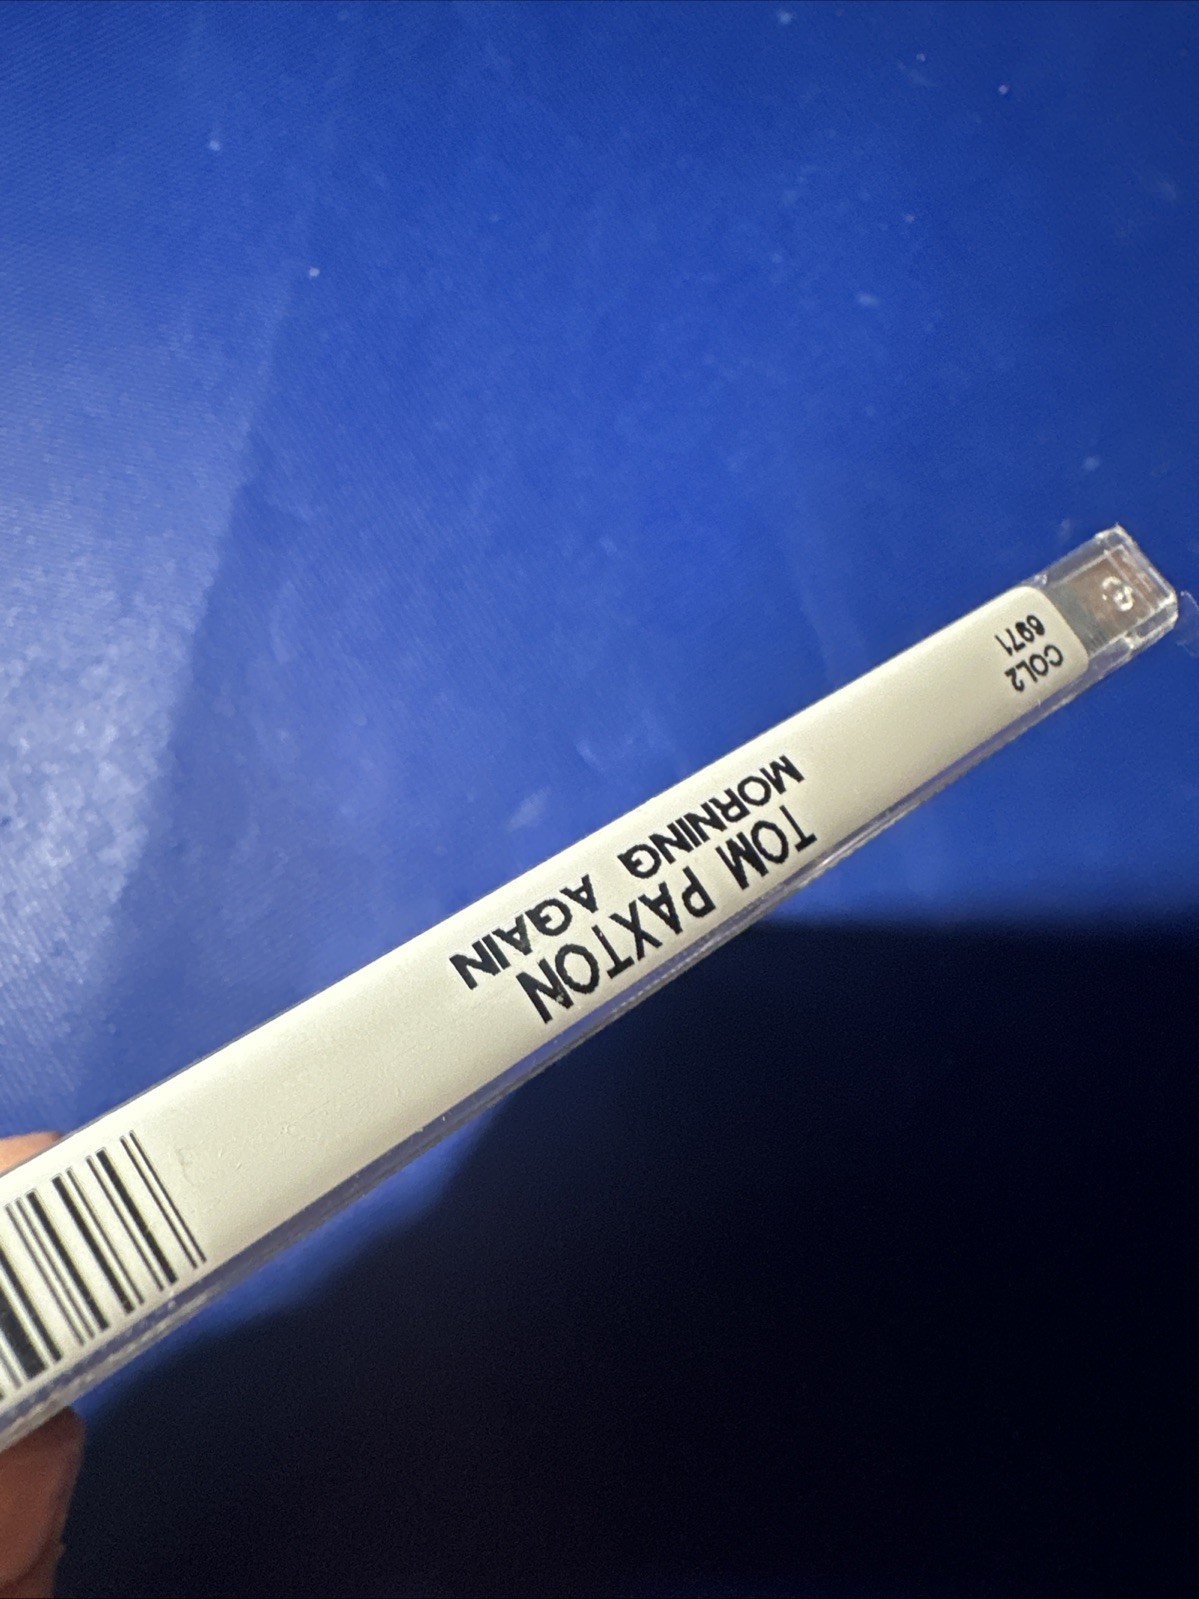 COL2
6971
TOM PAXTON
MORNING AGAIN